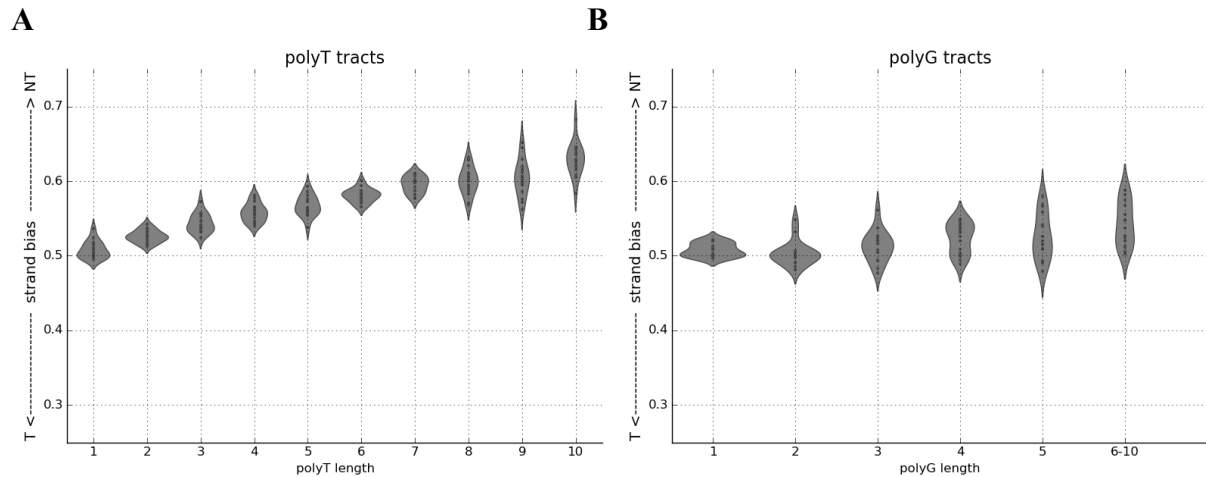 A
polyT tracts
T <------------ strand bias ------------> NT
0.7
0.6
0.5
0.4
0.3
1 2 3 4 5 6 7 8 9 10
polyT length
B
polyG tracts
T <------------ strand bias ------------> NT
0.7
0.6
0.5
0.4
0.3
1 2 3 4 5 6-10
polyG length